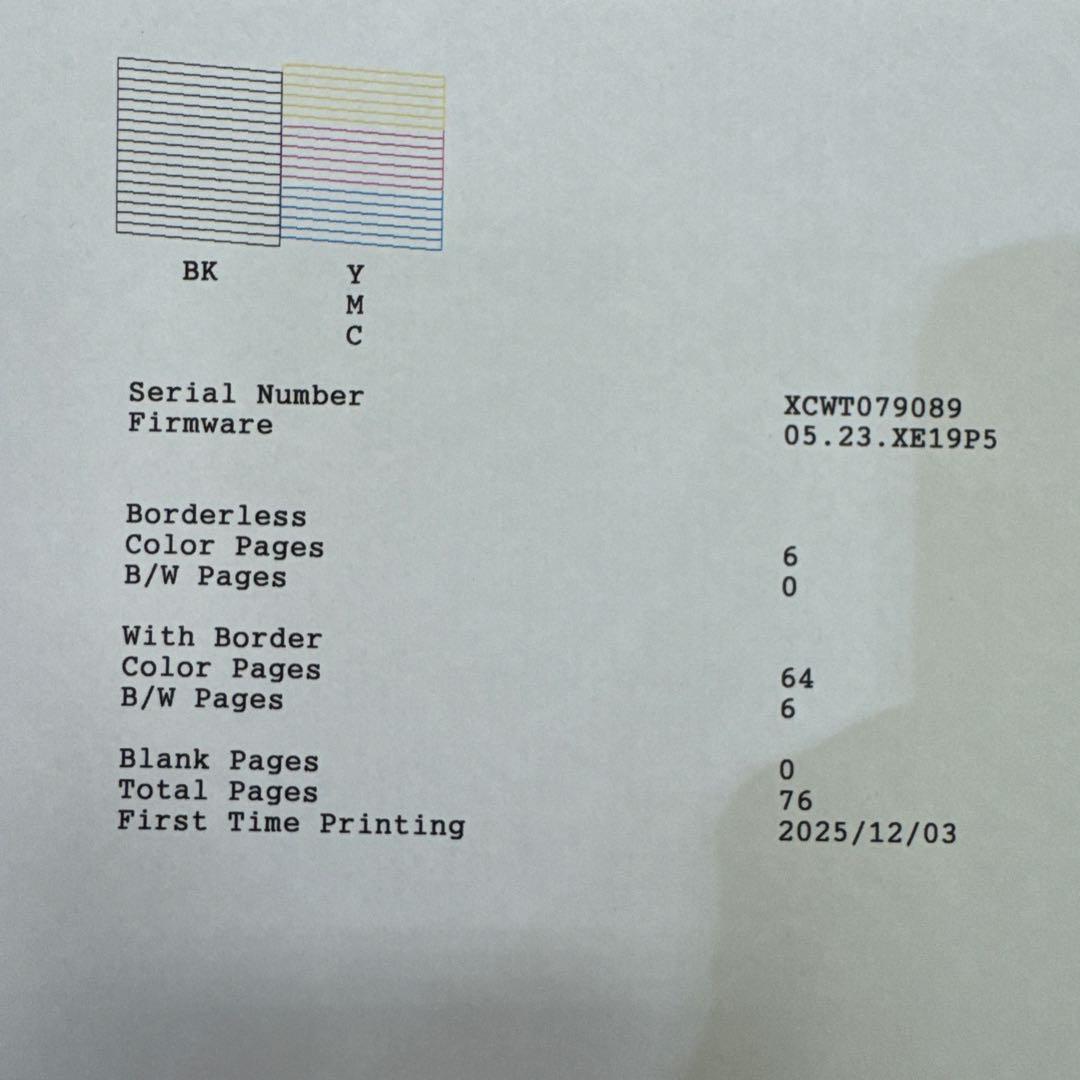 BK Y
M
C
Serial Number XCWT079089
Firmware 05.23.XE19P5
Borderless
Color Pages 6
B/W Pages 0
With Border
Color Pages 64
B/W Pages 6
Blank Pages 0
Total Pages 76
First Time Printing 2025/12/03